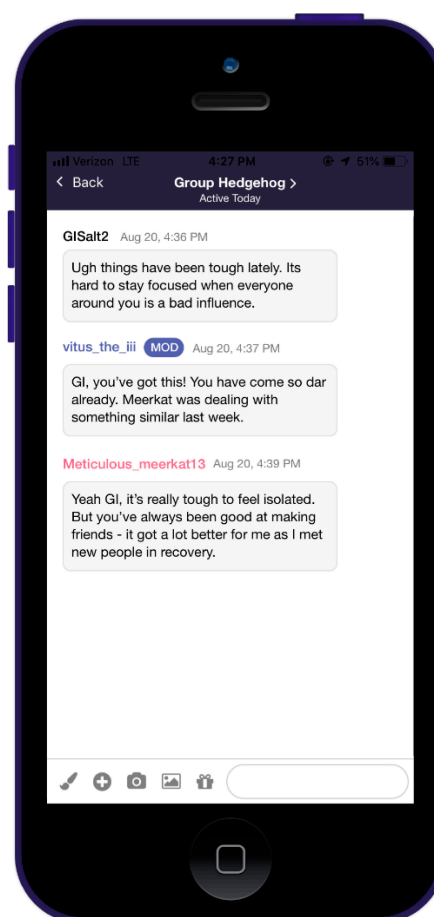 Verizon LTE 4:27 PM 51%
Back Group Hedgehog >
Active Today
GISalt2 Aug 20, 4:36 PM
Ugh things have been tough lately. Its
hard to stay focused when everyone
around you is a bad influence.
vitus_the_iii MOD Aug 20, 4:37 PM
GI, you’ve got this! You have come so dar
already. Meerkat was dealing with
something similar last week.
Meticulous_meerkat13 Aug 20, 4:39 PM
Yeah GI, it’s really tough to feel isolated.
But you’ve always been good at making
friends - it got a lot better for me as I met
new people in recovery.